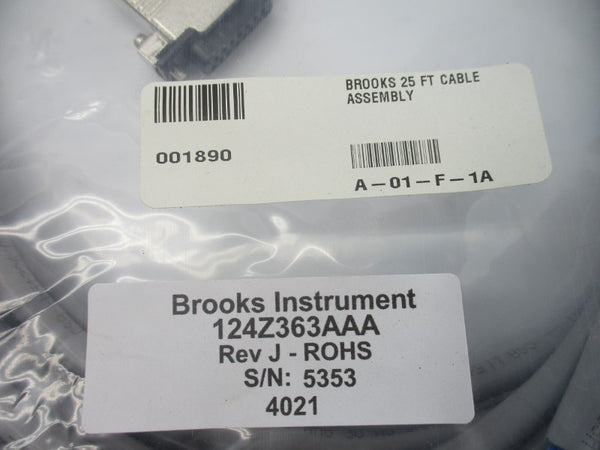 BROOKS 25 FT CABLE
ASSEMBLY
001890
A-01-F-1A
Brooks Instrument
124Z363AAA
Rev J - ROHS
S/N: 5353
4021